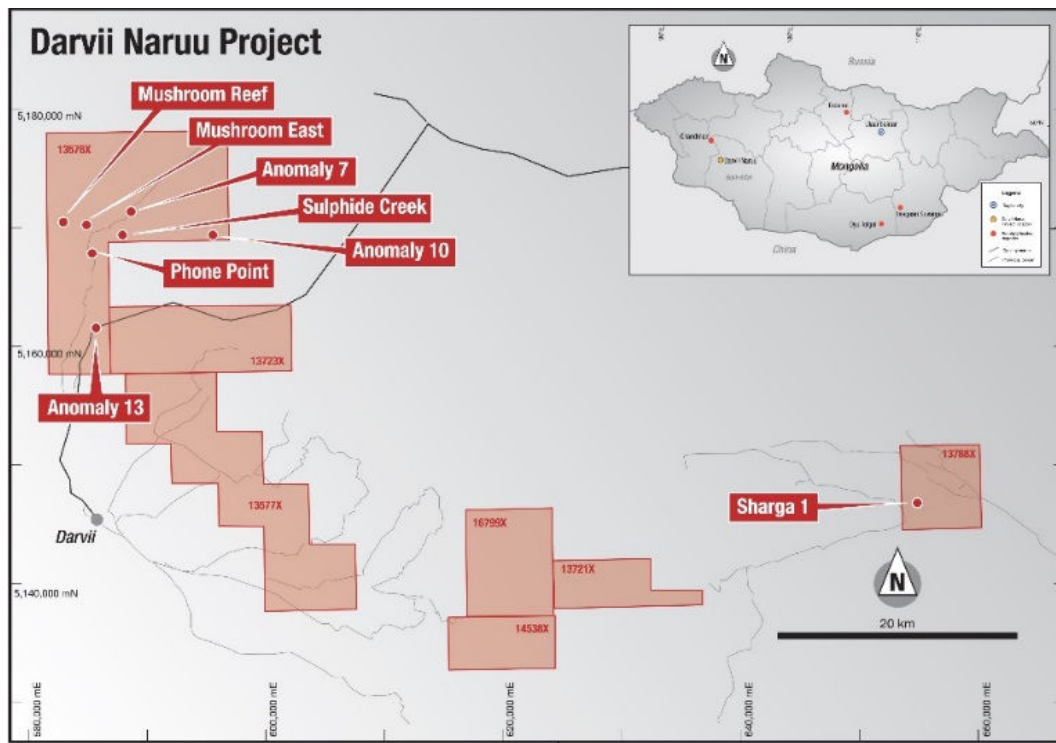 Darvii Naruu Project
Mushroom Reef
Mushroom East
Anomaly 7
Sulphide Creek
Anomaly 10
Phone Point
Anomaly 13
Sharga 1
Darvii
13723X
13577X
16799X
13721X
14538X
13788X
5,180,000 mN
5,160,000 mN
5,140,000 mN
580,000 mE
600,000 mE
620,000 mE
640,000 mE
660,000 mE
N
20 km
N
Russia
Mongolia
China